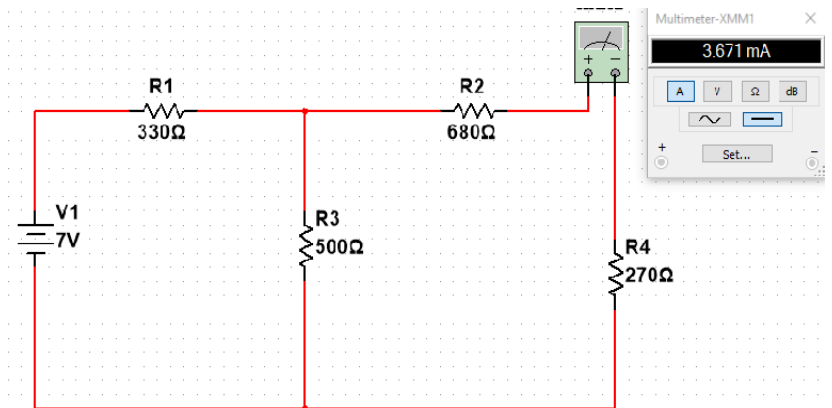 Multimeter-XMM1
3.671 mA
A V Ω dB
+ −
Set...
R1
330Ω
R2
680Ω
+ −
V1
7V
R3
500Ω
R4
270Ω